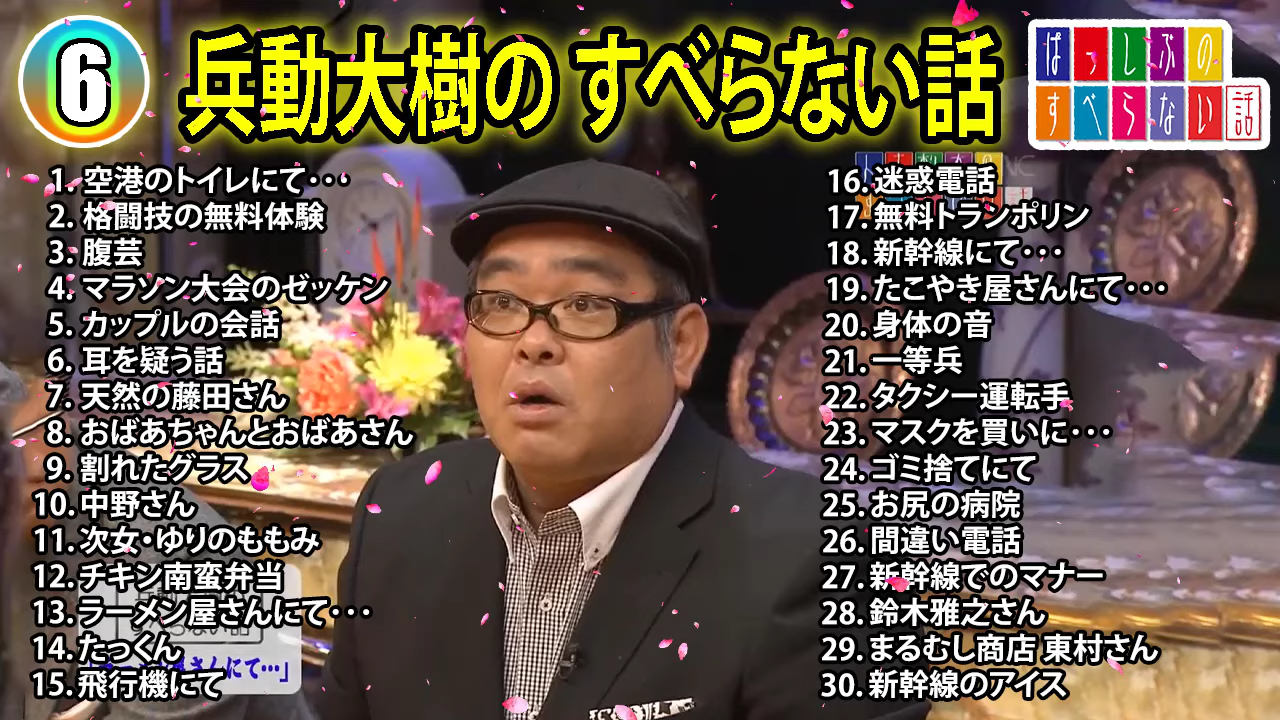 6
兵動大樹の すべらない話
ぱっしぶの
すべらない話
1. 空港のトイレにて・・・
2. 格闘技の無料体験
3. 腹芸
4. マラソン大会のゼッケン
5. カップルの会話
6. 耳を疑う話
7. 天然の藤田さん
8. おばあちゃんとおばあさん
9. 割れたグラス
10. 中野さん
11. 次女・ゆりのももみ
12. チキン南蛮弁当
13. ラーメン屋さんにて・・・
14. たっくん
15. 飛行機にて
16. 迷惑電話
17. 無料トランポリン
18. 新幹線にて・・・
19. たこやき屋さんにて・・・
20. 身体の音
21. 一等兵
22. タクシー運転手
23. マスクを買いに・・・
24. ゴミ捨てにて
25. お尻の病院
26. 間違い電話
27. 新幹線でのマナー
28. 鈴木雅之さん
29. まるむし商店 東村さん
30. 新幹線のアイス